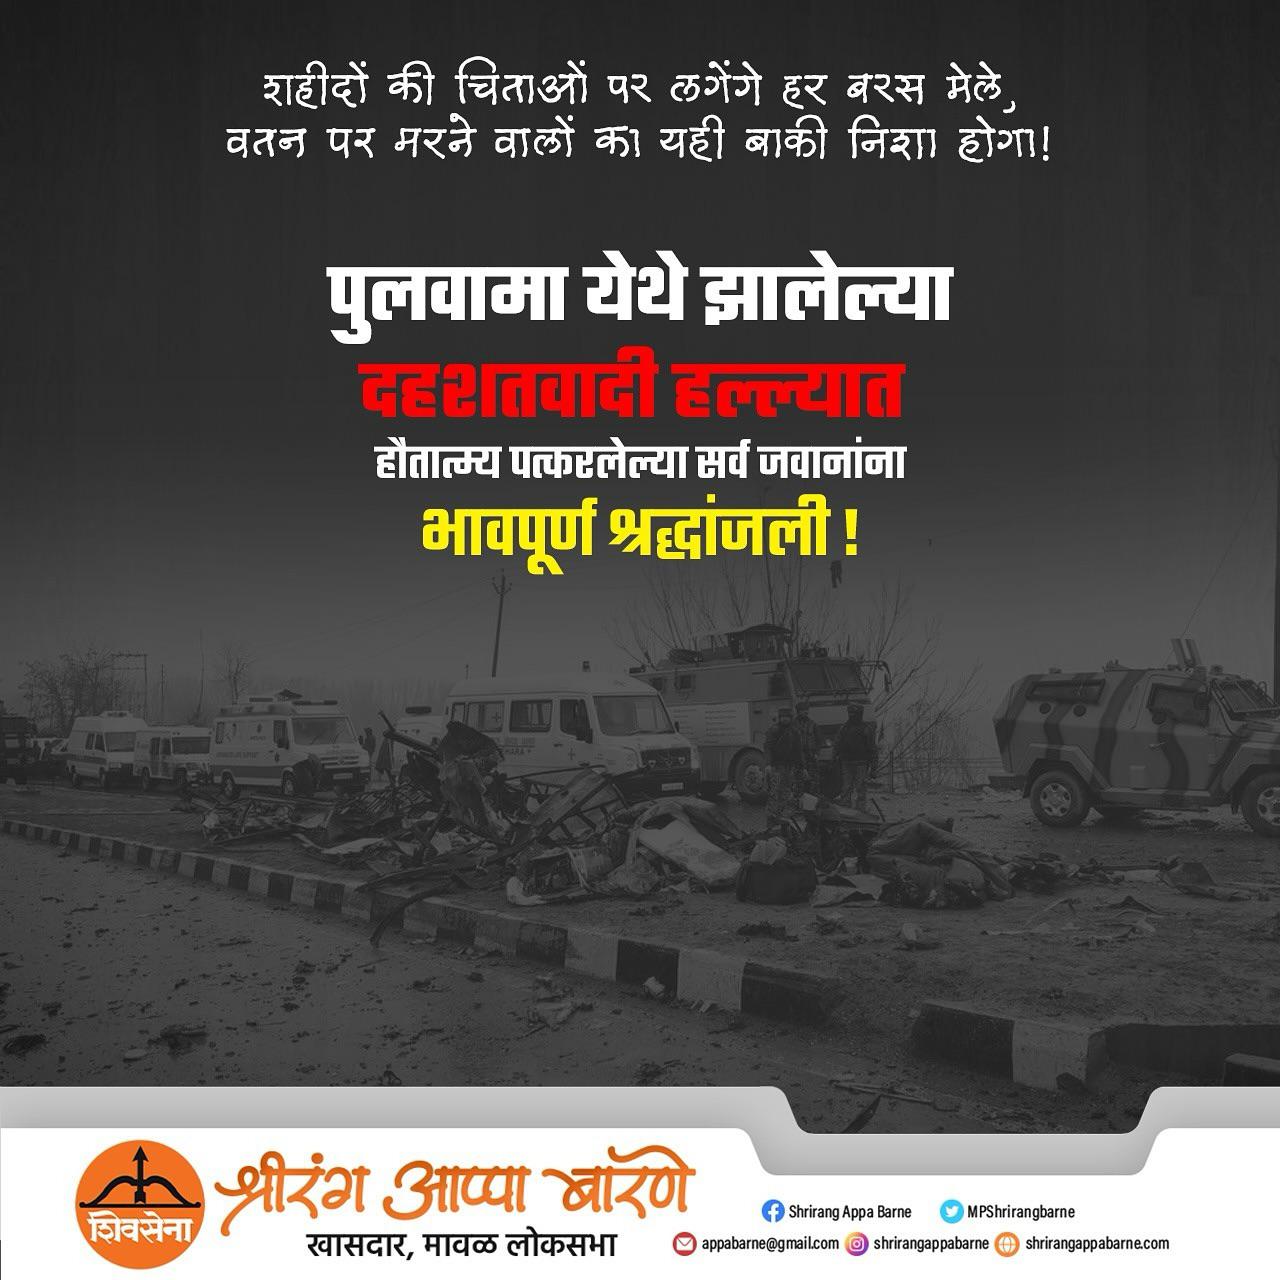 शहीदों की चिताओं पर लगेंगे हर बरस मेले,
वतन पर मरने वालों का यही बाकी निशा होगा!
पुलवामा येथे झालेल्या
दहशतवादी हल्ल्यात
हौतात्म्य पत्करलेल्या सर्व जवानांना
भावपूर्ण श्रद्धांजली !
शिवसेना
श्रीरंग आप्पा बारणे
खासदार, मावळ लोकसभा
Shrirang Appa Barne MPShrirangbarne
appabarne@gmail.com shrirangappabarne shrirangappabarne.com